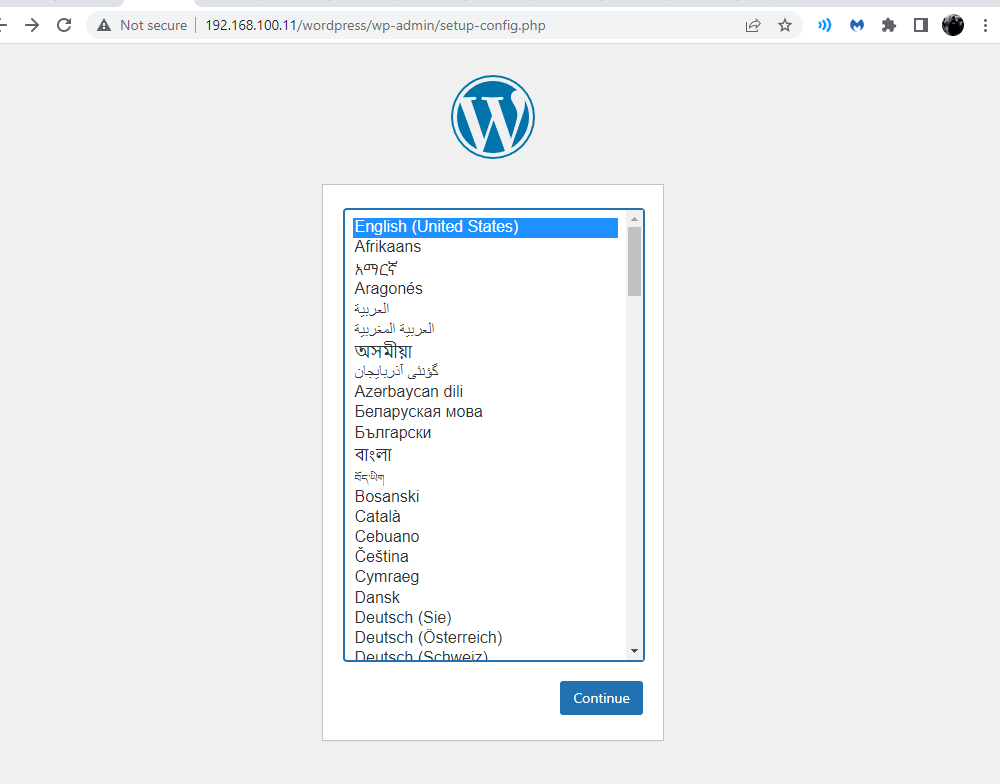 Not secure
192.168.100.11/wordpress/wp-admin/setup-config.php
English (United States)
Afrikaans
አማርኛ
Aragonés
العربية
العربية المغربية
অসমীয়া
گؤنئی آذربایجان
Azərbaycan dili
Беларуская мова
Български
বাংলা
བོད་ཡིག
Bosanski
Català
Cebuano
Čeština
Cymraeg
Dansk
Deutsch (Sie)
Deutsch (Österreich)
Deutsch (Schweiz)
Continue